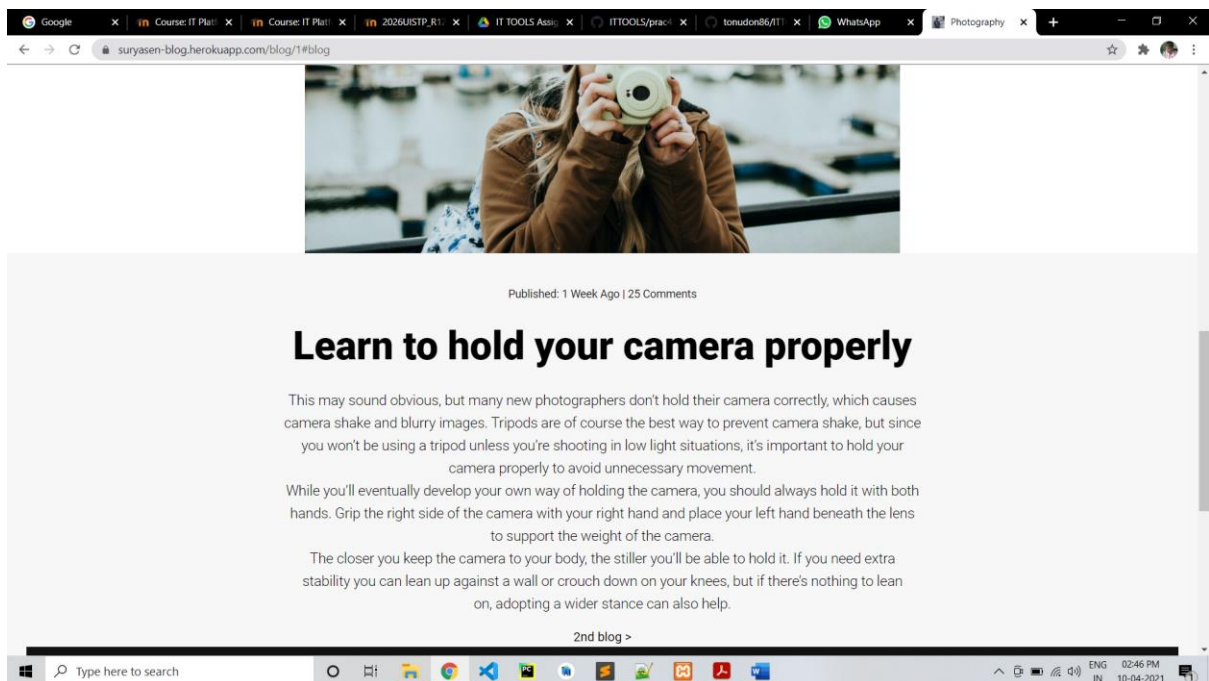 Google
Course: IT Platf
Course: IT Platf
2026UISTP_R12
IT TOOLS Assig
ITTOOLS/prac4
tonudon86/IT
WhatsApp
Photography
suryasen-blog.herokuapp.com/blog/1#blog
Published: 1 Week Ago | 25 Comments
Learn to hold your camera properly
This may sound obvious, but many new photographers don't hold their camera correctly, which causes
camera shake and blurry images. Tripods are of course the best way to prevent camera shake, but since
you won't be using a tripod unless you're shooting in low light situations, it's important to hold your
camera properly to avoid unnecessary movement.
While you'll eventually develop your own way of holding the camera, you should always hold it with both
hands. Grip the right side of the camera with your right hand and place your left hand beneath the lens
to support the weight of the camera.
The closer you keep the camera to your body, the stiller you'll be able to hold it. If you need extra
stability you can lean up against a wall or crouch down on your knees, but if there's nothing to lean
on, adopting a wider stance can also help.
2nd blog >
Type here to search
ENG
IN
02:46 PM
10-04-2021